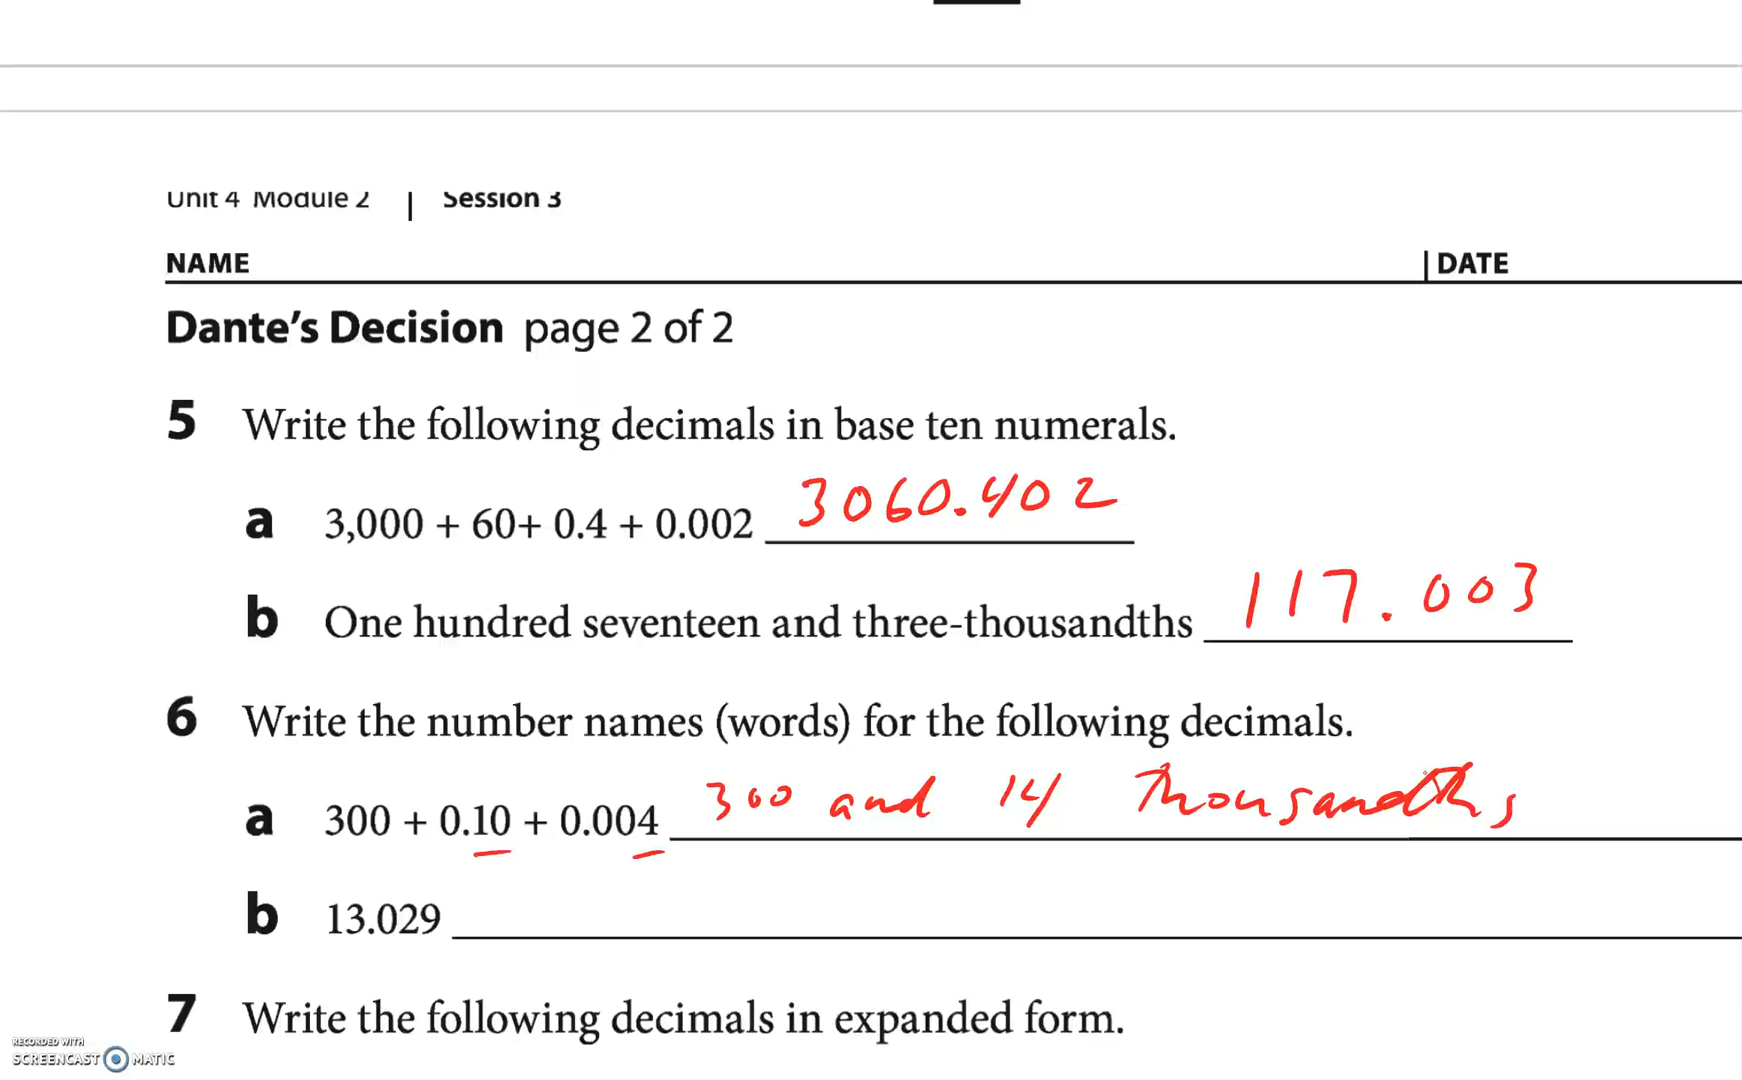 Unit 4 Module 2 | Session 3
NAME | DATE
Dante's Decision page 2 of 2
5 Write the following decimals in base ten numerals.
a 3,000 + 60+ 0.4 + 0.002 3060.402
b One hundred seventeen and three-thousandths 117.003
6 Write the number names (words) for the following decimals.
a 300 + 0.10 + 0.004 300 and 14 Thousandths
b 13.029
7 Write the following decimals in expanded form.
RECORDED WITH
SCREENCAST MATIC